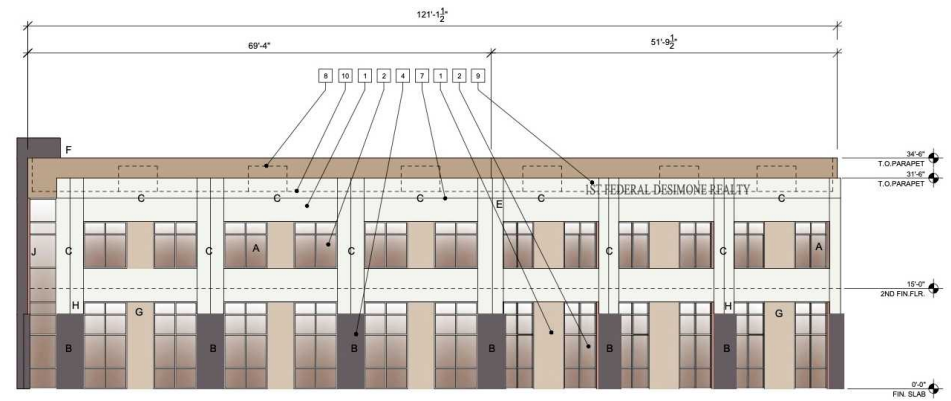 121'-1 1/2"
69'-4"
51'-9 1/2"
8 10 1 2 4 7 1 2 9
F
34'-6"
T.O.PARAPET
31'-6"
T.O.PARAPET
1ST FEDERAL DESIMONE REALTY
C C C C C C
E
J C A C C C C A
15'-0"
2ND FIN.FLR.
H G H G
B B B B B B
0'-0"
FIN. SLAB